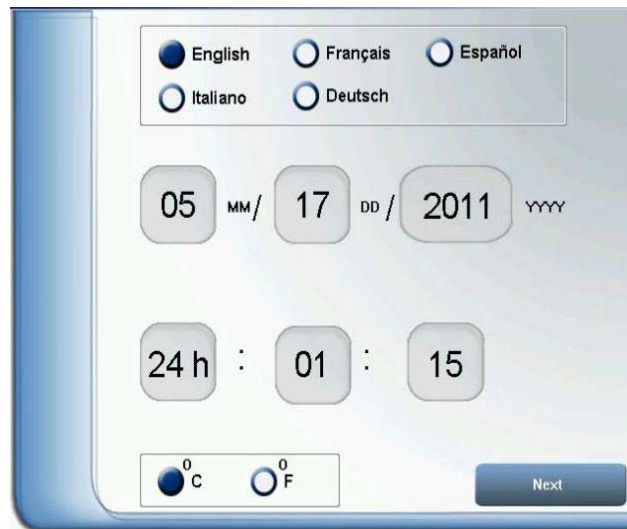 English Français Español
Italiano Deutsch
05 MM/ 17 DD / 2011 YYYY
24 h : 01 : 15
°C °F
Next